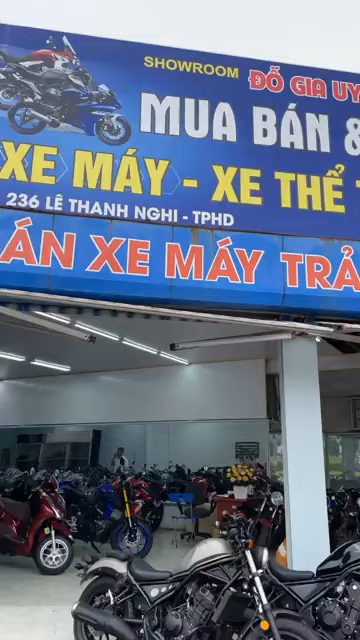 SHOWROOM ĐỖ GIA UY
MUA BÁN &
XE MÁY - XE THỂ
236 LÊ THANH NGHỊ - TPHD
ÁN XE MÁY TRẢ